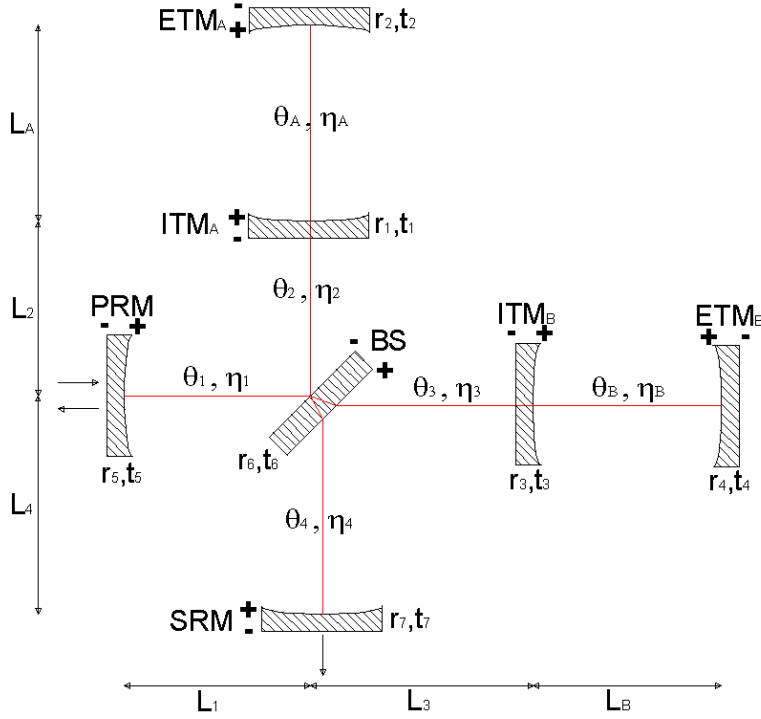 -
ETMA
+
r2,t2
LA
θA, ηA
+
ITMA
-
r1,t1
L2
θ2, η2
PRM
- +
- BS
+
ITMB
- +
ETMB
+ -
θ1, η1
θ3, η3
θB, ηB
r5,t5
r6,t6
r3,t3
r4,t4
L4
θ4, η4
+
SRM
-
r7,t7
L1
L3
LB